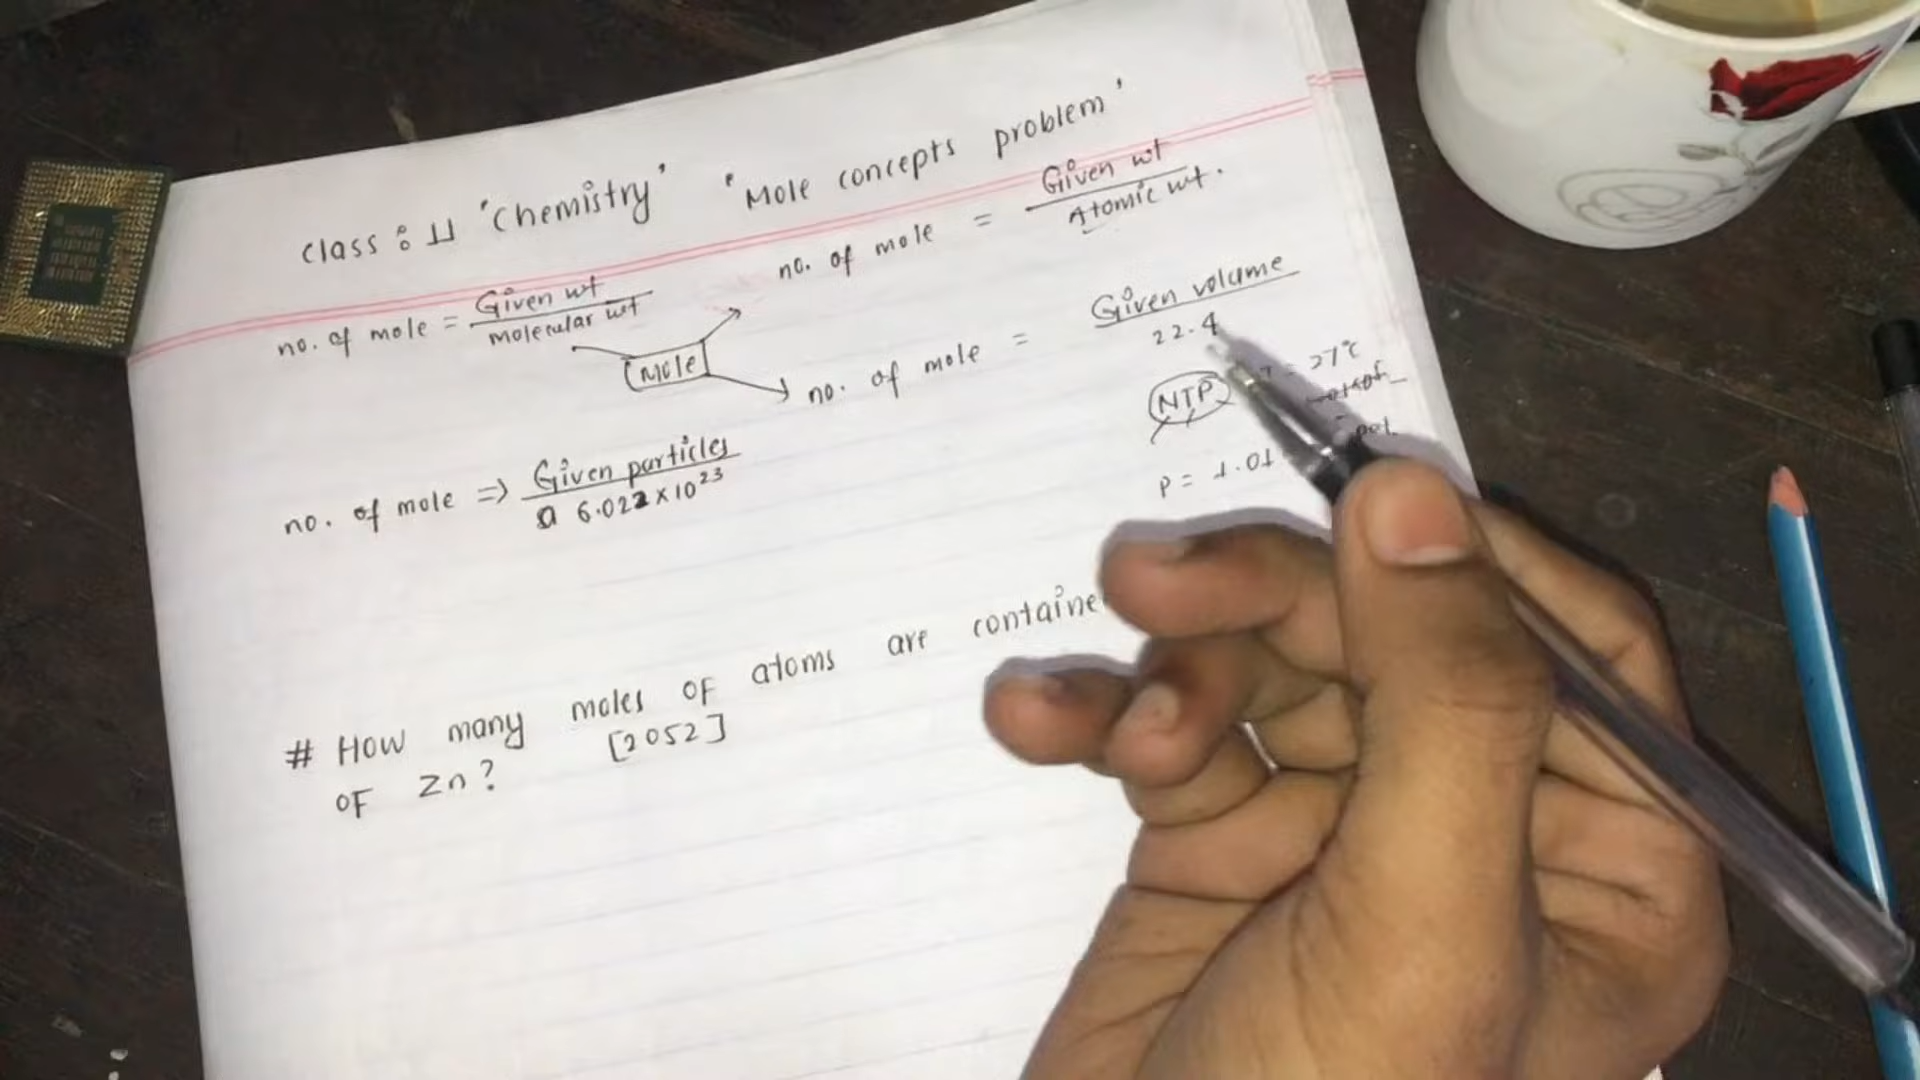 class : 11 'Chemistry' 'Mole concepts problem'
no. of mole = Given wt / molecular wt
no. of mole = Given wt / Atomic wt.
Mole
no. of mole = Given volume / 22.4
NTP
27°C
P = 1.01
no. of mole => Given particles / 6.022 x 10^23
# How many moles of atoms are containe
of Zn? [2052]